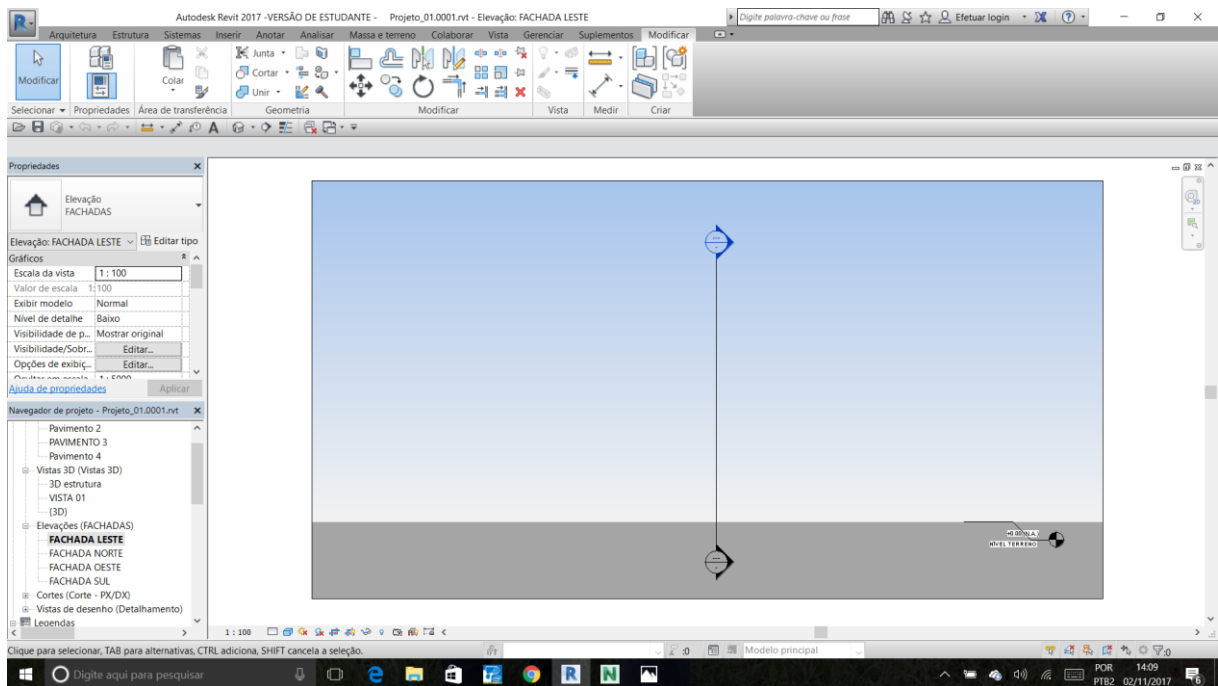 Autodesk Revit 2017 -VERSÃO DE ESTUDANTE - Projeto_01.0001.rvt - Elevação: FACHADA LESTE
Digite palavra-chave ou frase
Efetuar login
Arquitetura Estrutura Sistemas Inserir Anotar Analisar Massa e terreno Colaborar Vista Gerenciar Suplementos Modificar
Modificar
Colar
Junta
Cortar
Unir
Selecionar Propriedades Área de transferência Geometria Modificar Vista Medir Criar
Propriedades
Elevação
FACHADAS
Elevação: FACHADA LESTE Editar tipo
Gráficos
Escala da vista 1 : 100
Valor de escala 1: 100
Exibir modelo Normal
Nível de detalhe Baixo
Visibilidade de p... Mostrar original
Visibilidade/Sobr... Editar...
Opções de exibiç... Editar...
Ocultar em escala 1 : 5000
Ajuda de propriedades Aplicar
Navegador de projeto - Projeto_01.0001.rvt
Pavimento 2
PAVIMENTO 3
Pavimento 4
Vistas 3D (Vistas 3D)
3D estrutura
VISTA 01
{3D}
Elevações (FACHADAS)
FACHADA LESTE
FACHADA NORTE
FACHADA OESTE
FACHADA SUL
Cortes (Corte - PX/DX)
Vistas de desenho (Detalhamento)
Legendas
NÍVEL TERRENO
1 : 100
Clique para selecionar, TAB para alternativas, CTRL adiciona, SHIFT cancela a seleção.
:0
Modelo principal
:0
Digite aqui para pesquisar
POR
PTB2
14:09
02/11/2017